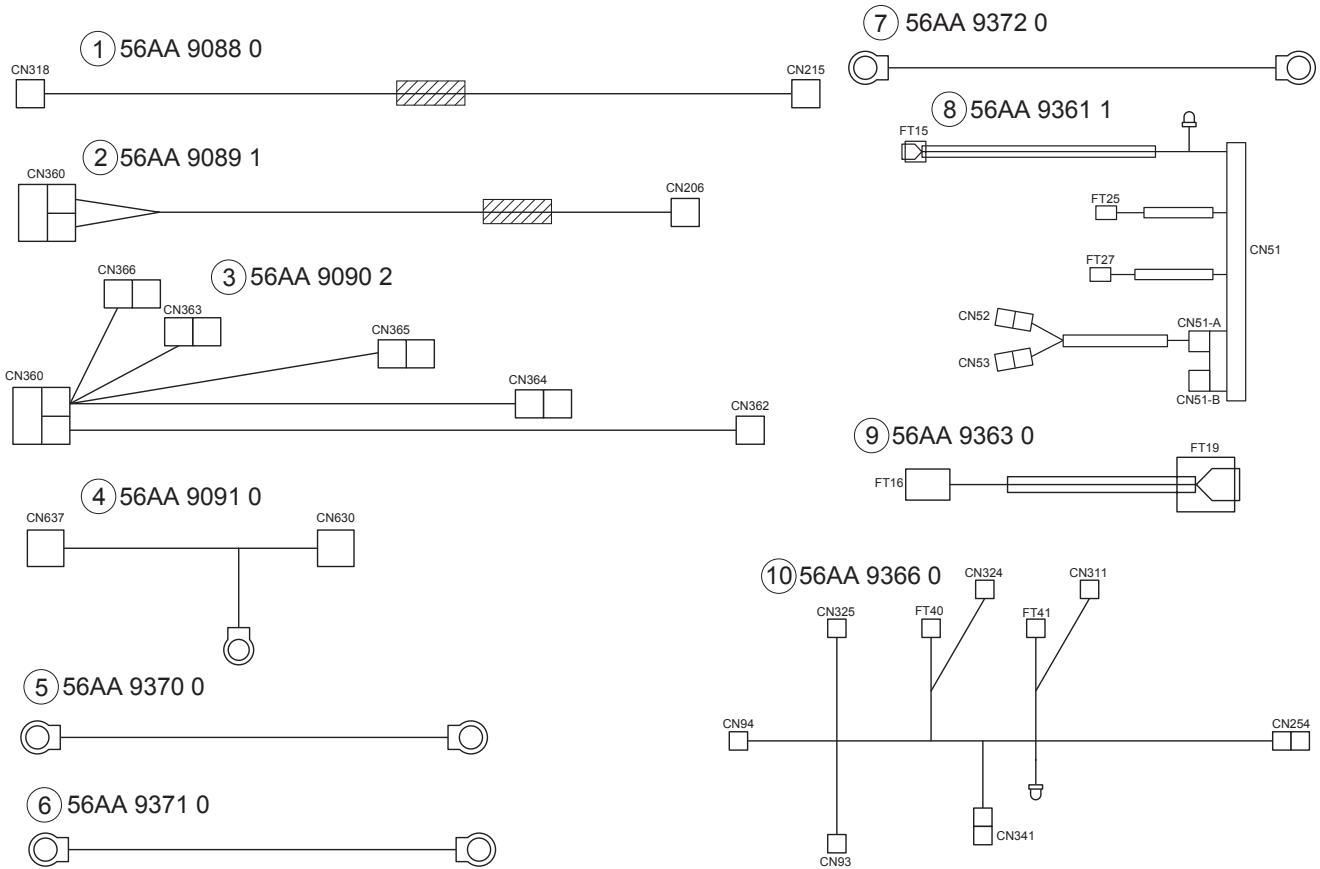 1 56AA 9088 0
CN318
CN215
2 56AA 9089 1
CN360
CN206
3 56AA 9090 2
CN366
CN363
CN365
CN360
CN364
CN362
4 56AA 9091 0
CN637
CN630
5 56AA 9370 0
6 56AA 9371 0
7 56AA 9372 0
8 56AA 9361 1
FT15
FT25
CN51
FT27
CN52
CN51-A
CN53
CN51-B
9 56AA 9363 0
FT19
FT16
10 56AA 9366 0
CN324
CN311
CN325
FT40
FT41
CN94
CN254
CN341
CN93